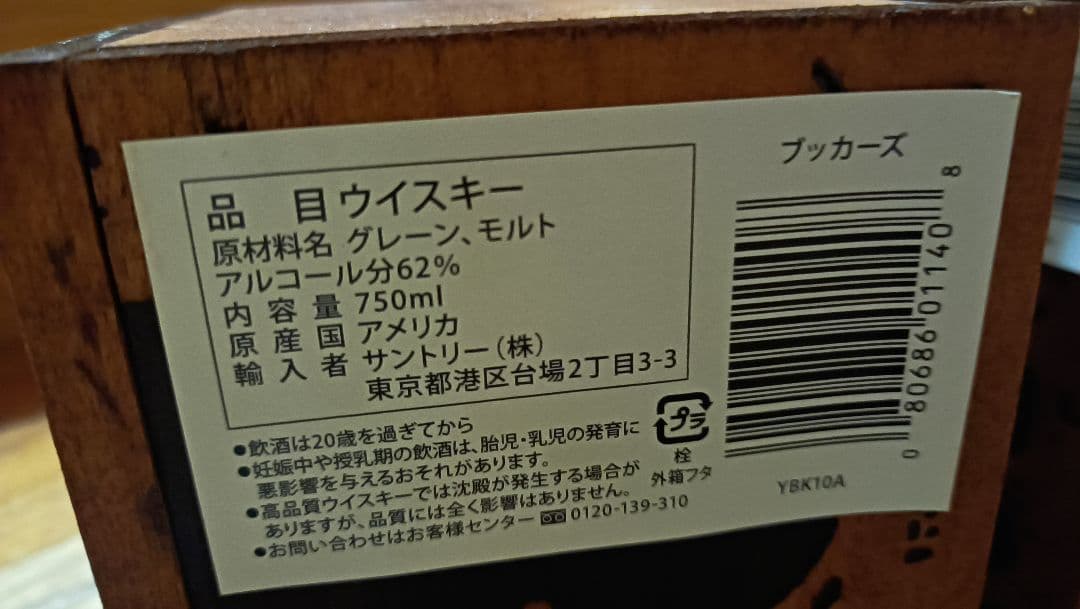 品 目 ウイスキー
原材料名 グレーン、モルト
アルコール分62%
内 容 量 750ml
原 産 国 アメリカ
輸 入 者 サントリー(株)
東京都港区台場2丁目3-3
●飲酒は20歳を過ぎてから
●妊娠中や授乳期の飲酒は、胎児・乳児の発育に
悪影響を与えるおそれがあります。
●高品質ウイスキーでは沈殿が発生する場合が
ありますが、品質には全く影響はありません。
●お問い合わせはお客様センター 0120-139-310
プラ
栓
外箱フタ
ブッカーズ
0 80686 01140 8
YBK10A